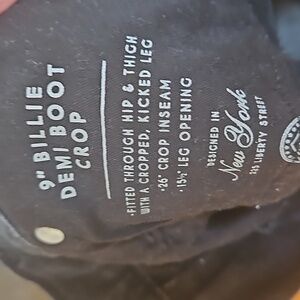 9" BILLIE
DEMI BOOT
CROP
•FITTED THROUGH HIP & THIGH
WITH A CROPPED, KICKED LEG
•26" CROP INSEAM
•15½" LEG OPENING
DESIGNED IN
New York
225 LIBERTY STREET